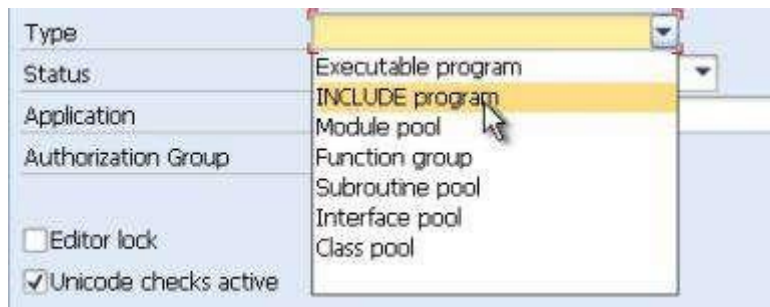 Type
Status
Application
Authorization Group
Executable program
INCLUDE program
Module pool
Function group
Subroutine pool
Interface pool
Class pool
Editor lock
Unicode checks active